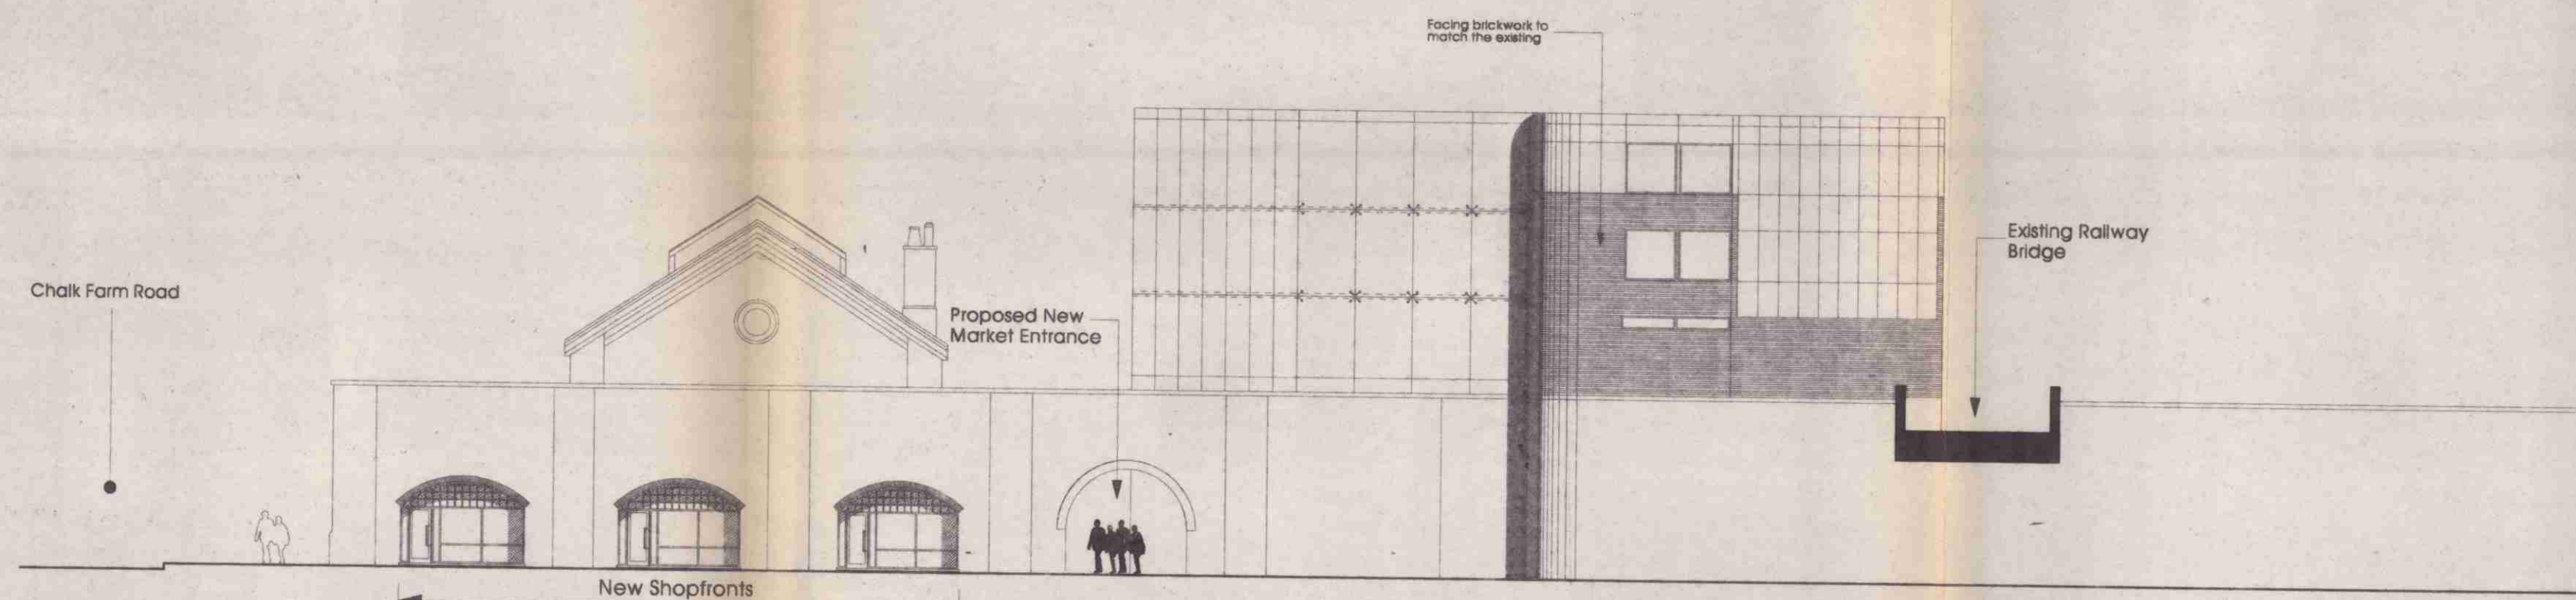 Facing brickwork to
match the existing
Existing Railway
Bridge
Chalk Farm Road
Proposed New
Market Entrance
New Shopfronts